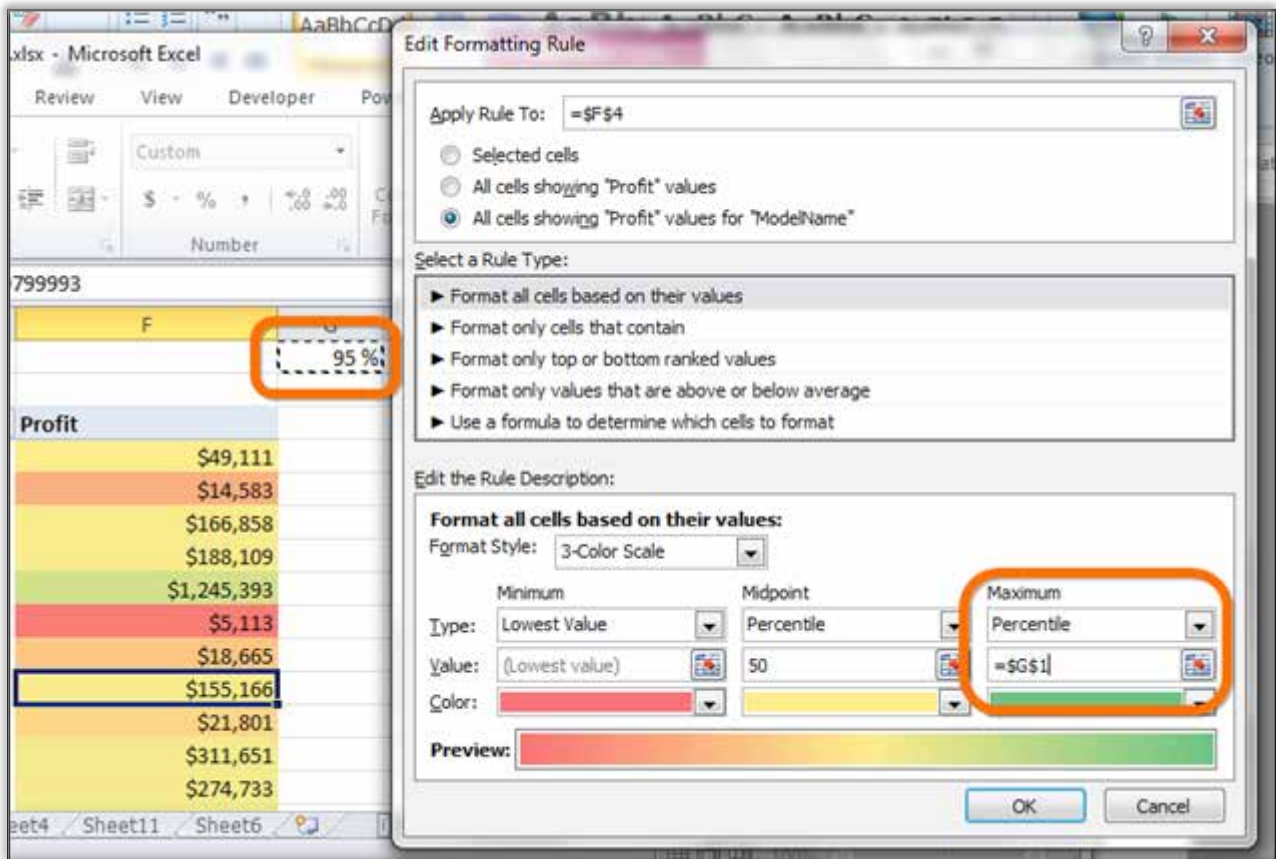 AaBbCcD
.xlsx - Microsoft Excel
Review View Developer Pow
Custom
$ - % , .00
Number
799993
F G
95 %
Profit
$49,111
$14,583
$166,858
$188,109
$1,245,393
$5,113
$18,665
$155,166
$21,801
$311,651
$274,733
eet4 Sheet11 Sheet6
Edit Formatting Rule
Apply Rule To: =$F$4
Selected cells
All cells showing "Profit" values
All cells showing "Profit" values for "ModelName"
Select a Rule Type:
► Format all cells based on their values
► Format only cells that contain
► Format only top or bottom ranked values
► Format only values that are above or below average
► Use a formula to determine which cells to format
Edit the Rule Description:
Format all cells based on their values:
Format Style: 3-Color Scale
Minimum Midpoint Maximum
Type: Lowest Value Percentile Percentile
Value: (Lowest value) 50 =$G$1
Color:
Preview:
OK Cancel